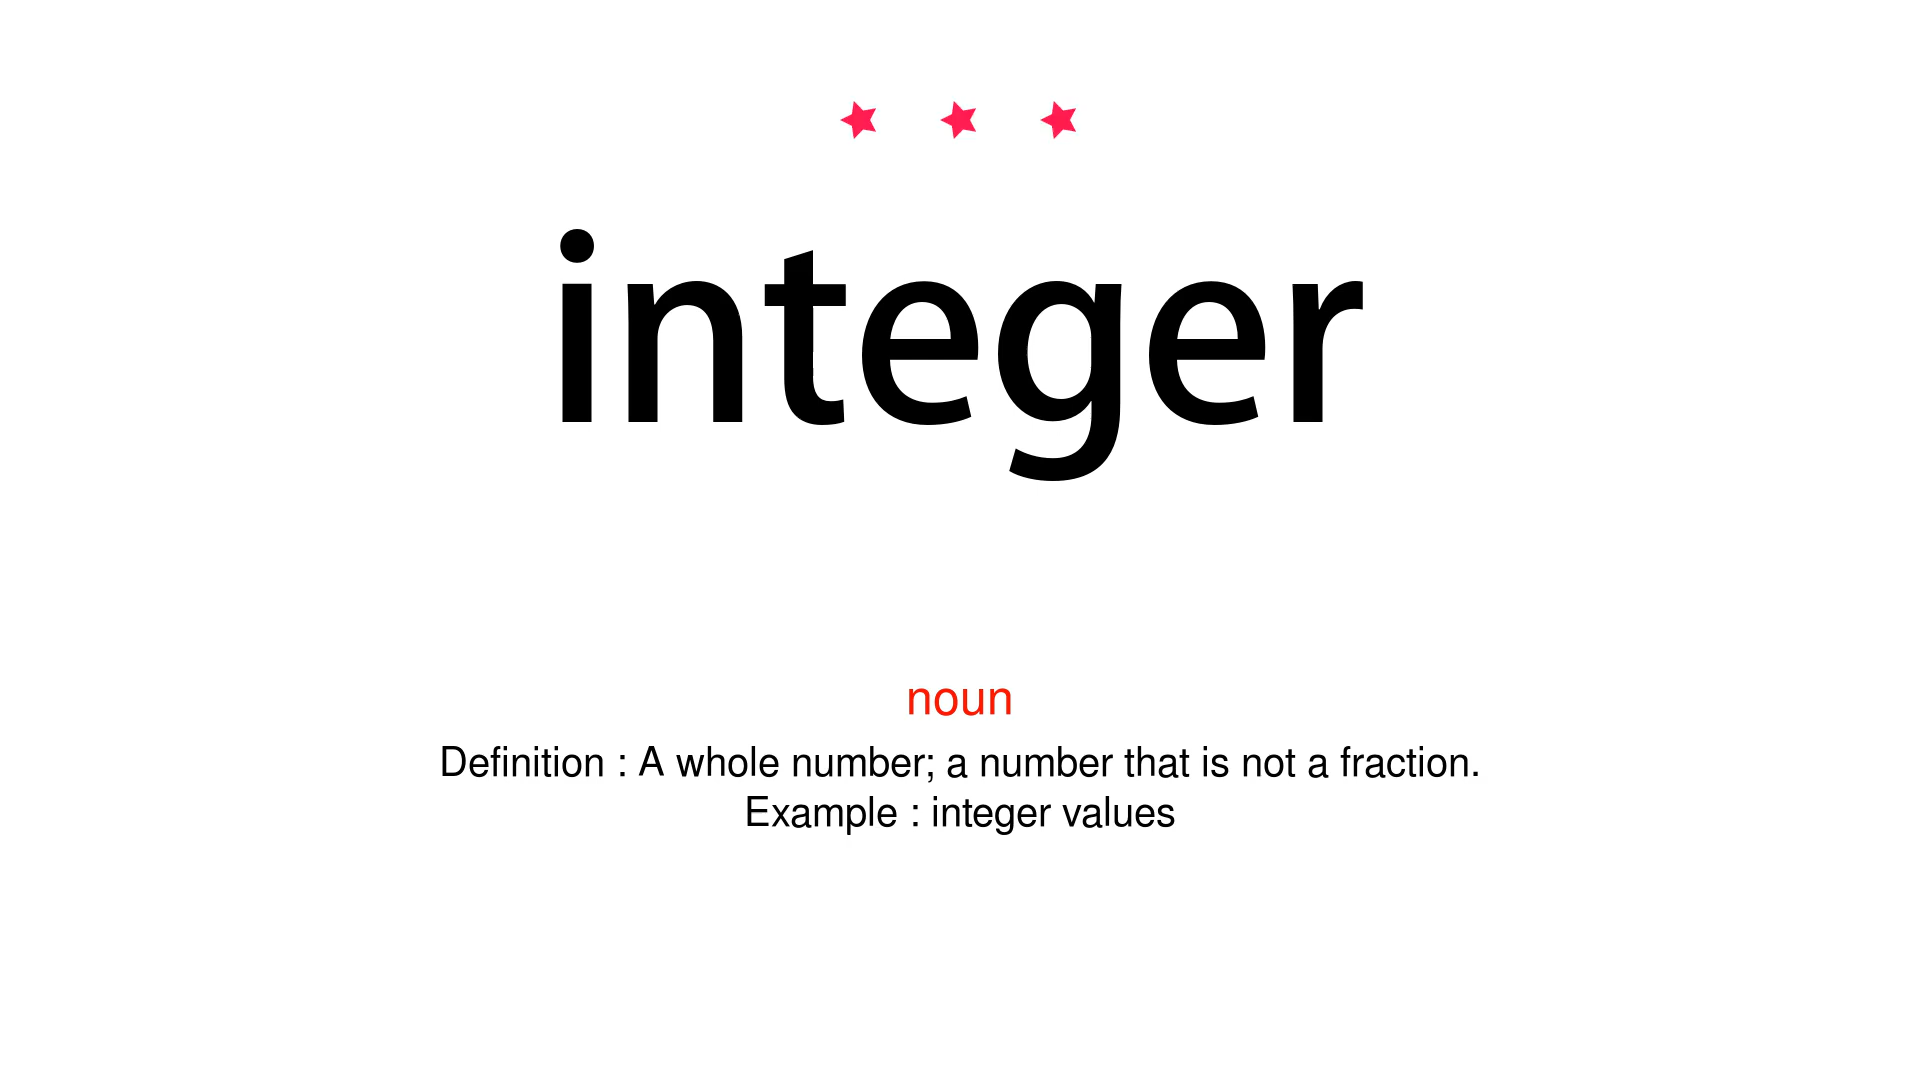 integer
noun
Definition : A whole number; a number that is not a fraction.
Example : integer values